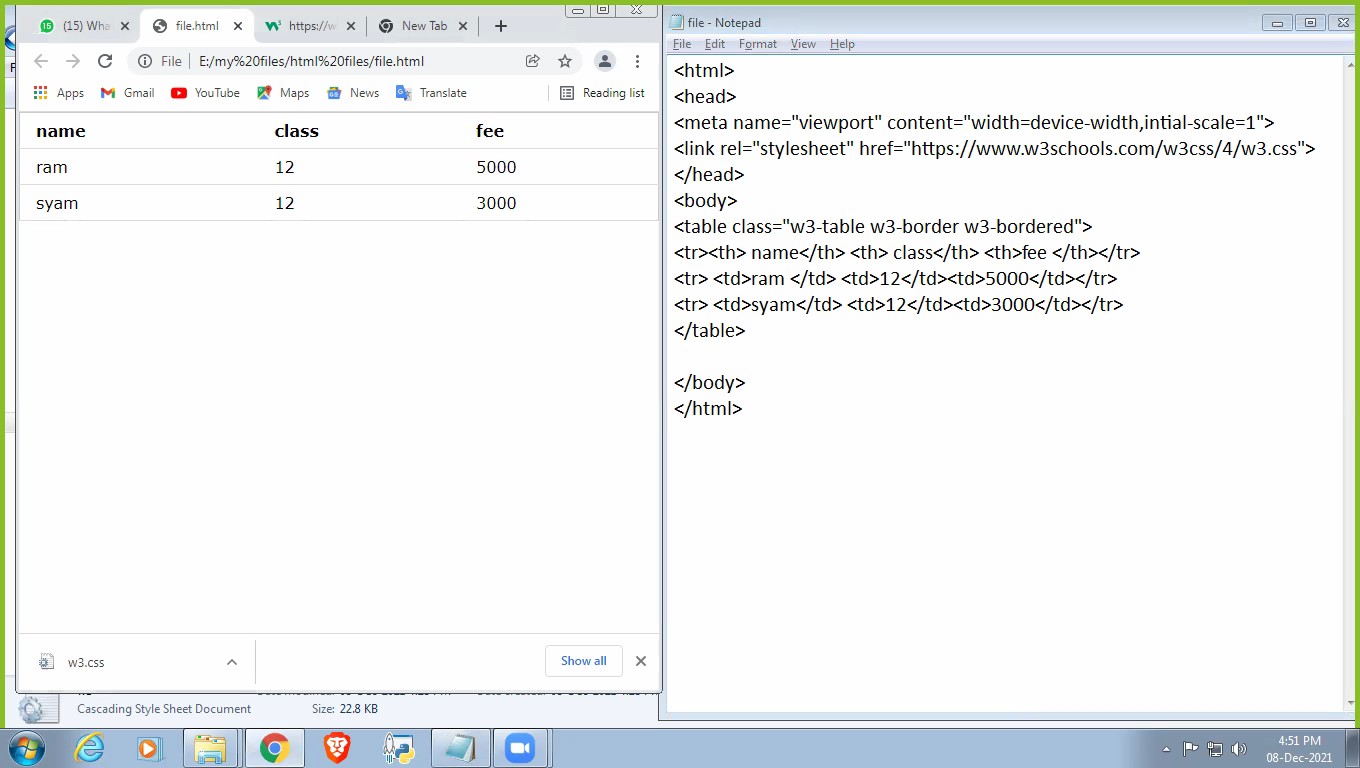 (15) Wha
file.html
https://w
New Tab
File
E:/my%20files/html%20files/file.html
Apps
Gmail
YouTube
Maps
News
Translate
Reading list
name class fee
ram 12 5000
syam 12 3000
w3.css
Show all
Cascading Style Sheet Document
Size: 22.8 KB
file - Notepad
File Edit Format View Help
<html>
<head>
<meta name="viewport" content="width=device-width,intial-scale=1">
<link rel="stylesheet" href="https://www.w3schools.com/w3css/4/w3.css">
</head>
<body>
<table class="w3-table w3-border w3-bordered">
<tr><th> name</th> <th> class</th> <th>fee </th></tr>
<tr> <td>ram </td> <td>12</td><td>5000</td></tr>
<tr> <td>syam</td> <td>12</td><td>3000</td></tr>
</table>
</body>
</html>
4:51 PM
08-Dec-2021